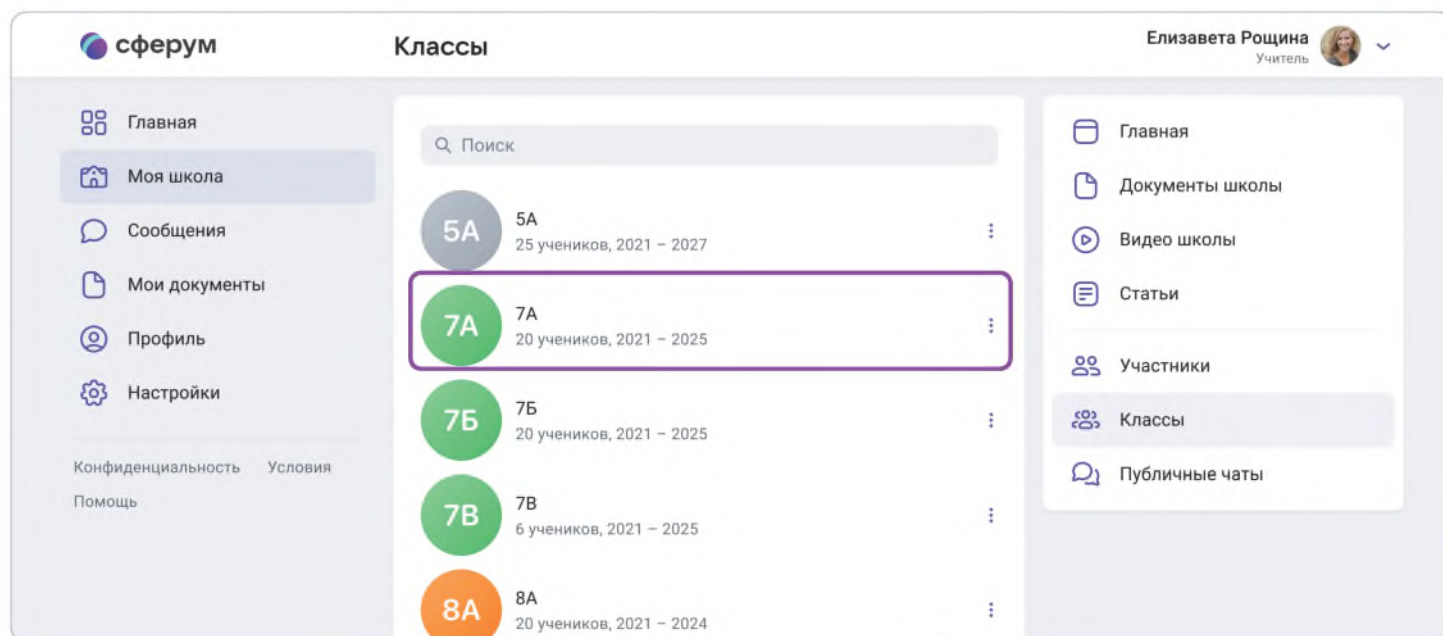 сферум
Классы
Елизавета Рощина
Учитель
Главная
Моя школа
Сообщения
Мои документы
Профиль
Настройки
Конфиденциальность Условия
Помощь
Поиск
5А
5А
25 учеников, 2021 – 2027
7А
7А
20 учеников, 2021 – 2025
7Б
7Б
20 учеников, 2021 – 2025
7В
7В
6 учеников, 2021 – 2025
8А
8А
20 учеников, 2021 – 2024
Главная
Документы школы
Видео школы
Статьи
Участники
Классы
Публичные чаты